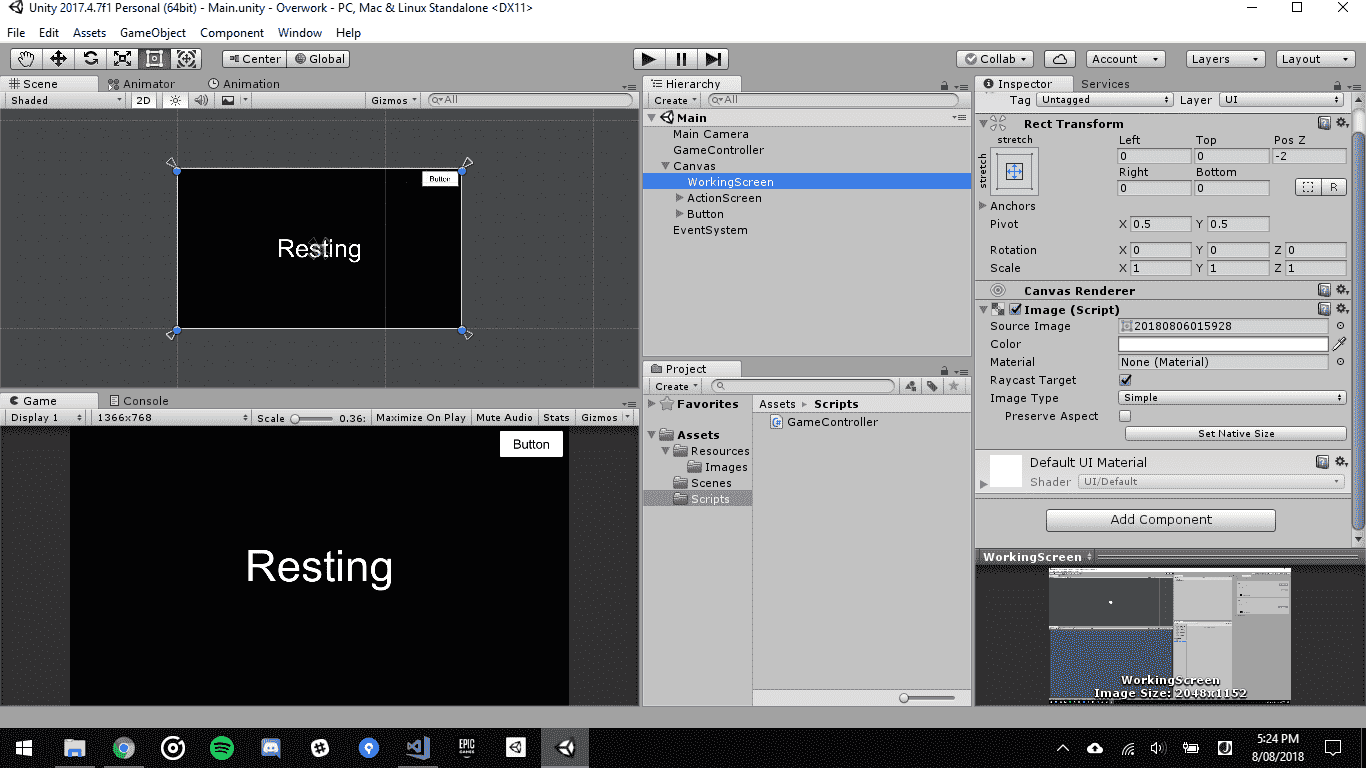 Unity 2017.4.7f1 Personal (64bit) - Main.unity - Overwork - PC, Mac & Linux Standalone <DX11>
File Edit Assets GameObject Component Window Help
Center Global
Collab Account Layers Layout
Scene Animator Animation
Shaded 2D Gizmos All
Button
Resting
Game Console
Display 1 1366x768 Scale 0.36: Maximize On Play Mute Audio Stats Gizmos
Button
Resting
Hierarchy
Create All
Main
Main Camera
GameController
Canvas
WorkingScreen
ActionScreen
Button
EventSystem
Project
Create
Favorites
Assets
Resources
Images
Scenes
Scripts
Assets Scripts
GameController
Inspector Services
Tag Untagged Layer UI
Rect Transform
stretch Left Top Pos Z
stretch
0 0 -2
Right Bottom
0 0 R
Anchors
Pivot X 0.5 Y 0.5
Rotation X 0 Y 0 Z 0
Scale X 1 Y 1 Z 1
Canvas Renderer
Image (Script)
Source Image 20180806015928
Color
Material None (Material)
Raycast Target
Image Type Simple
Preserve Aspect
Set Native Size
Default UI Material
Shader UI/Default
Add Component
WorkingScreen
WorkingScreen
Image Size: 2048x1152
EPIC
GAMES
5:24 PM
8/08/2018